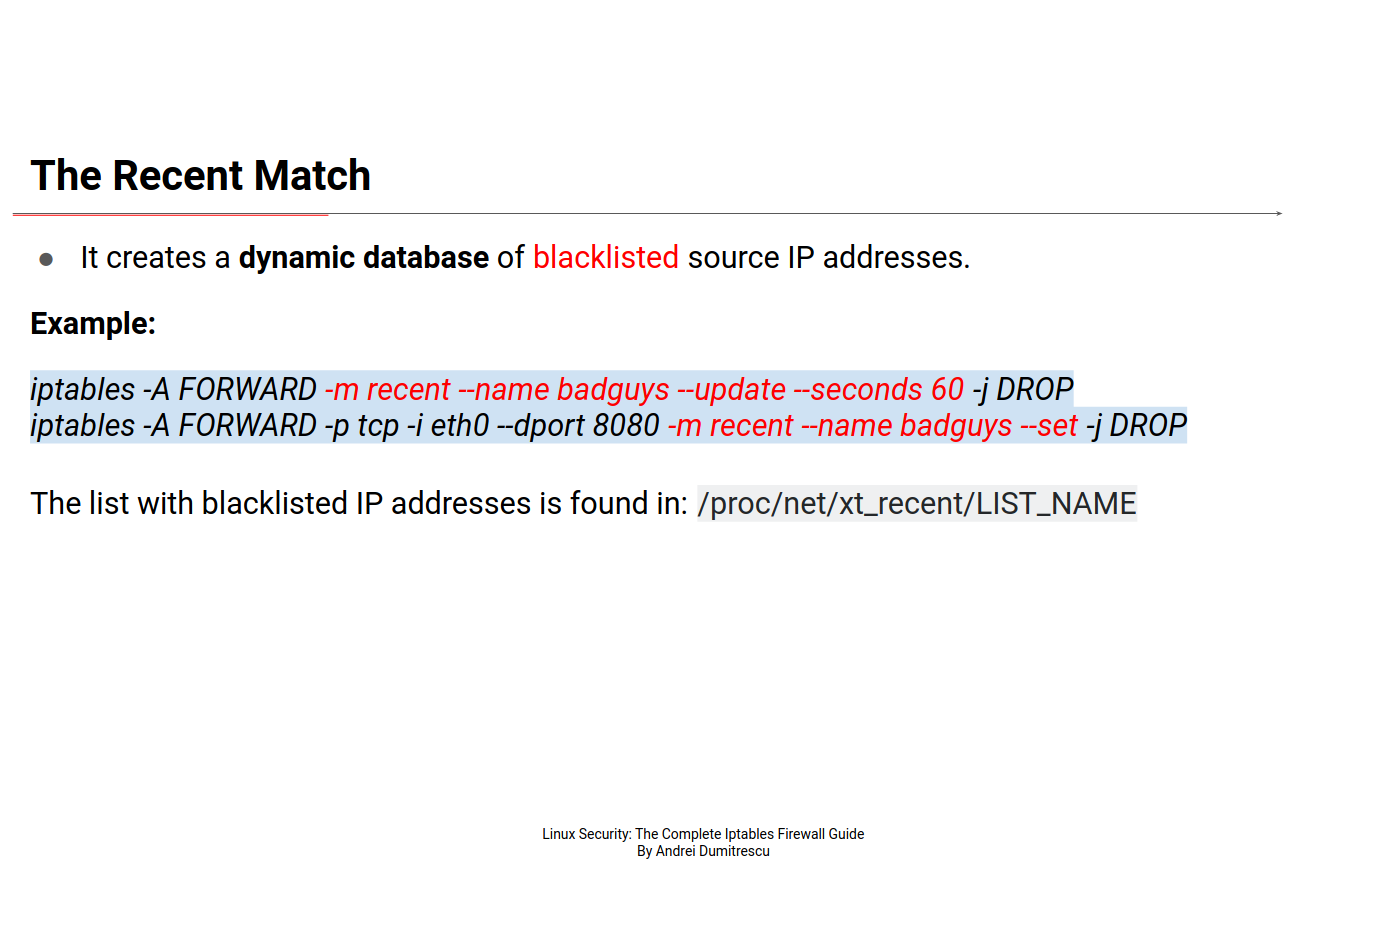 The Recent Match
● It creates a dynamic database of blacklisted source IP addresses.
Example:
iptables -A FORWARD -m recent --name badguys --update --seconds 60 -j DROP
iptables -A FORWARD -p tcp -i eth0 --dport 8080 -m recent --name badguys --set -j DROP
The list with blacklisted IP addresses is found in: /proc/net/xt_recent/LIST_NAME
Linux Security: The Complete Iptables Firewall Guide
By Andrei Dumitrescu